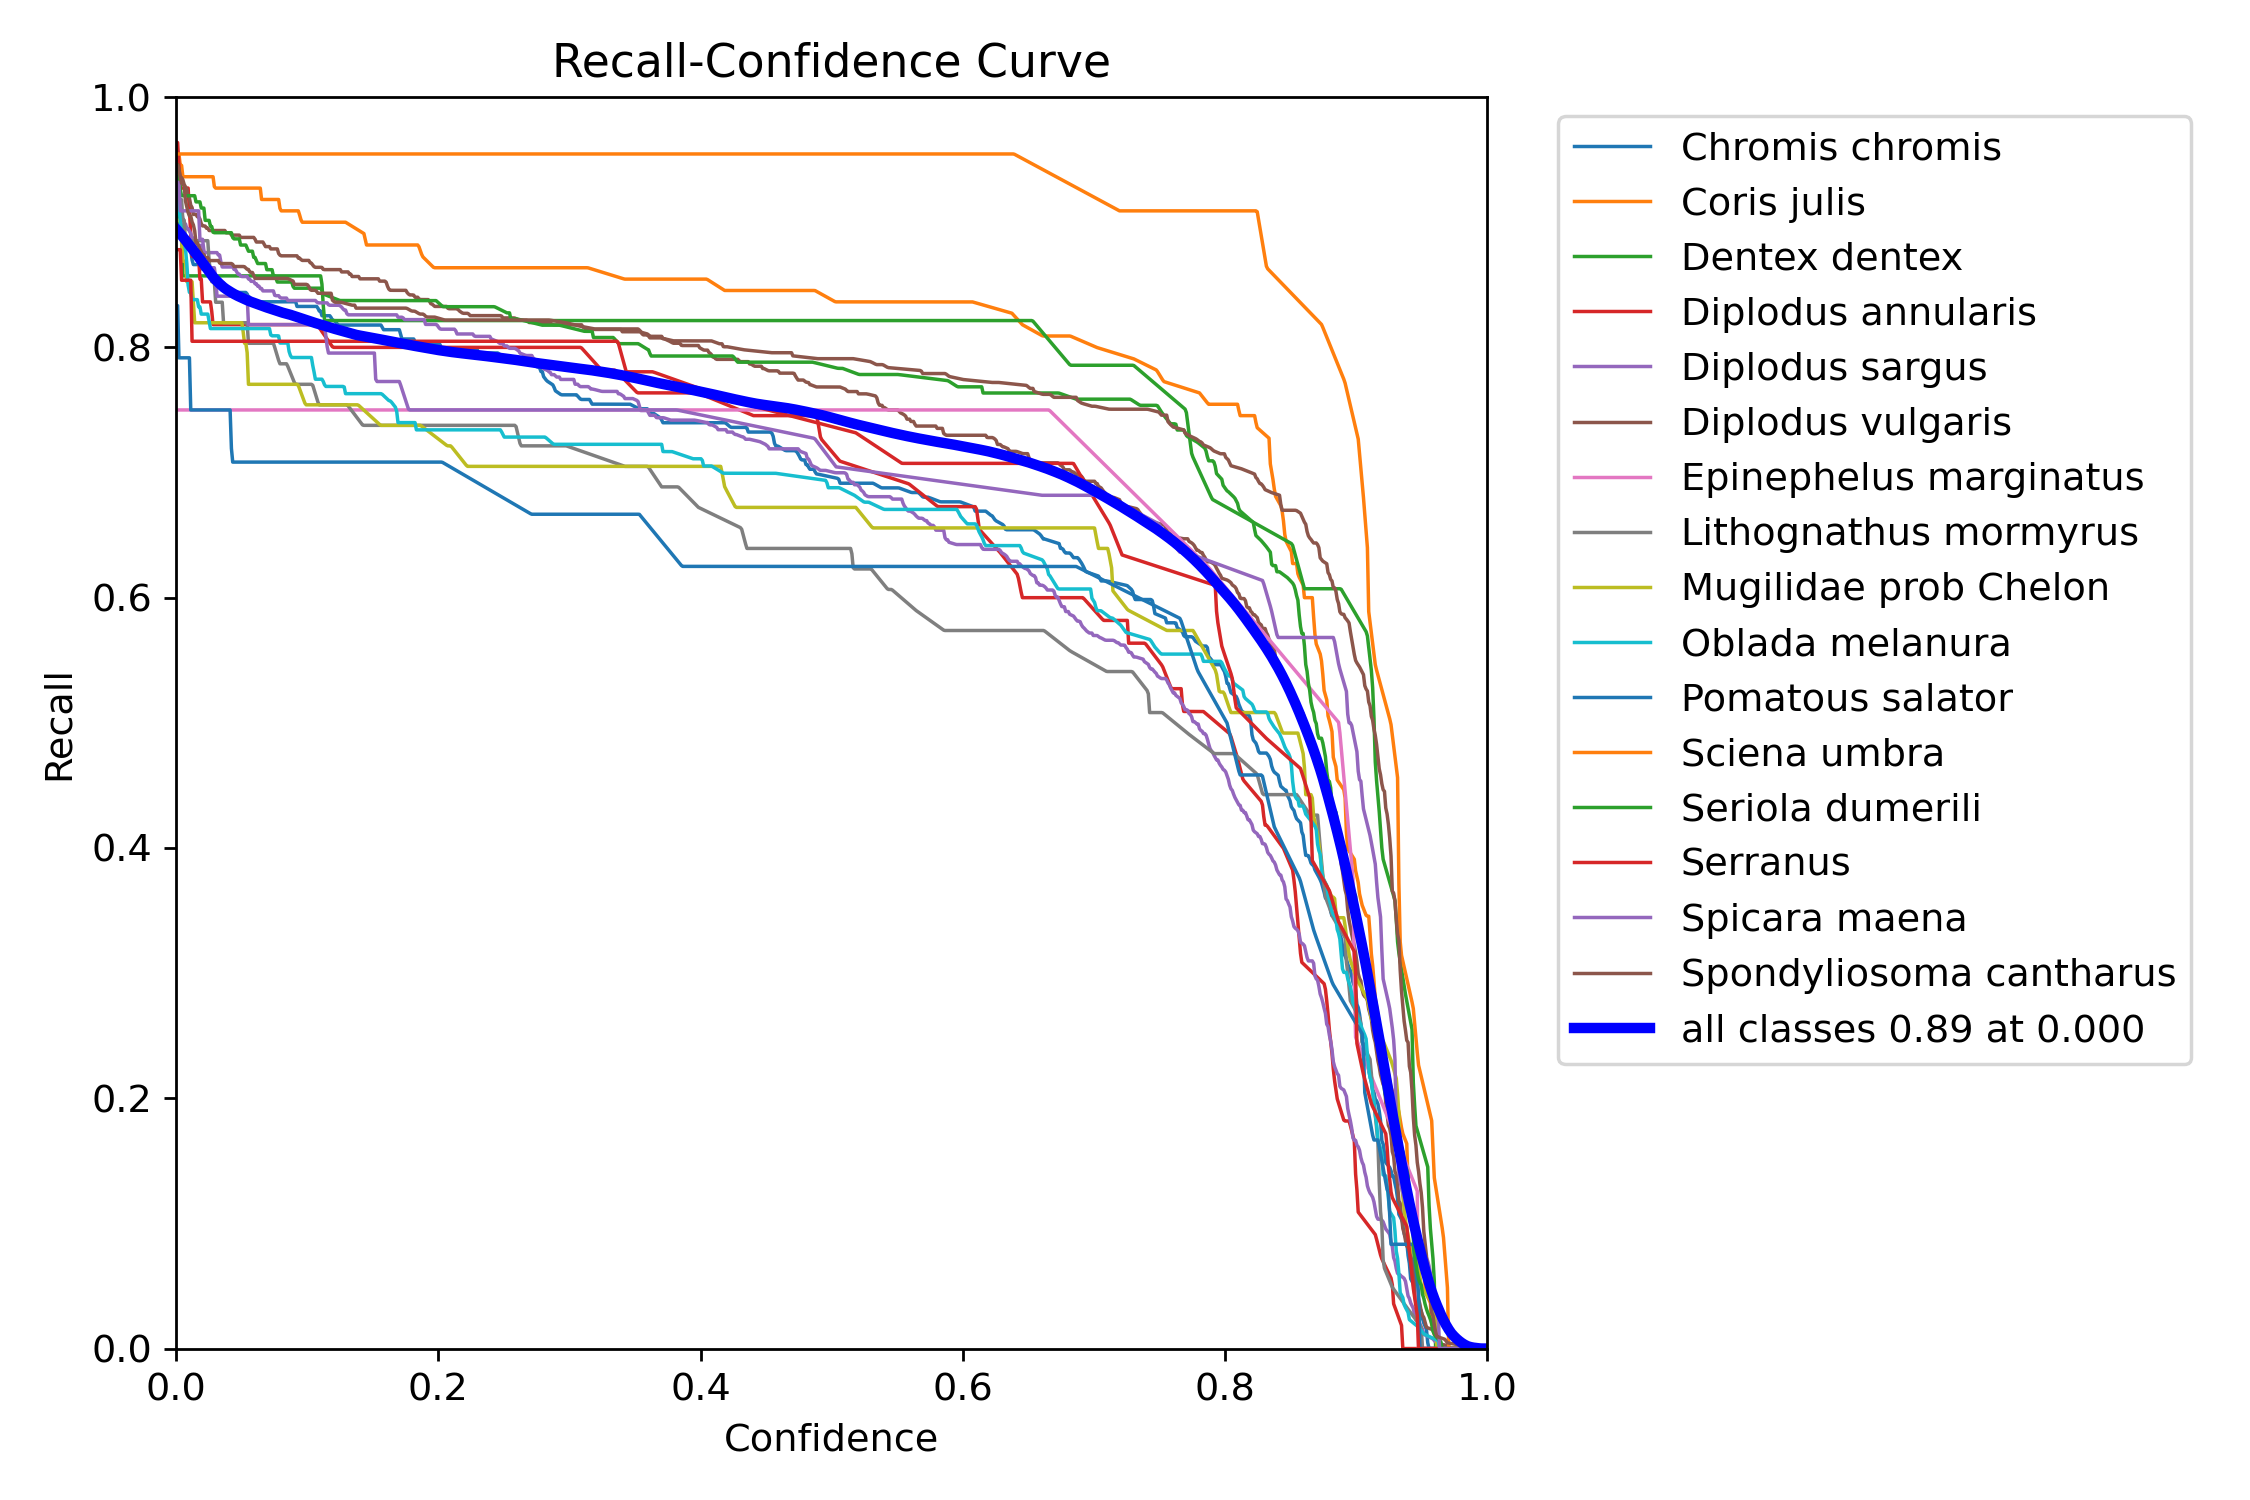 Recall-Confidence Curve
1.0
0.8
0.6
0.4
0.2
0.0
Recall
0.0 0.2 0.4 0.6 0.8 1.0
Confidence
Chromis chromis
Coris julis
Dentex dentex
Diplodus annularis
Diplodus sargus
Diplodus vulgaris
Epinephelus marginatus
Lithognathus mormyrus
Mugilidae prob Chelon
Oblada melanura
Pomatous salator
Sciena umbra
Seriola dumerili
Serranus
Spicara maena
Spondyliosoma cantharus
all classes 0.89 at 0.000